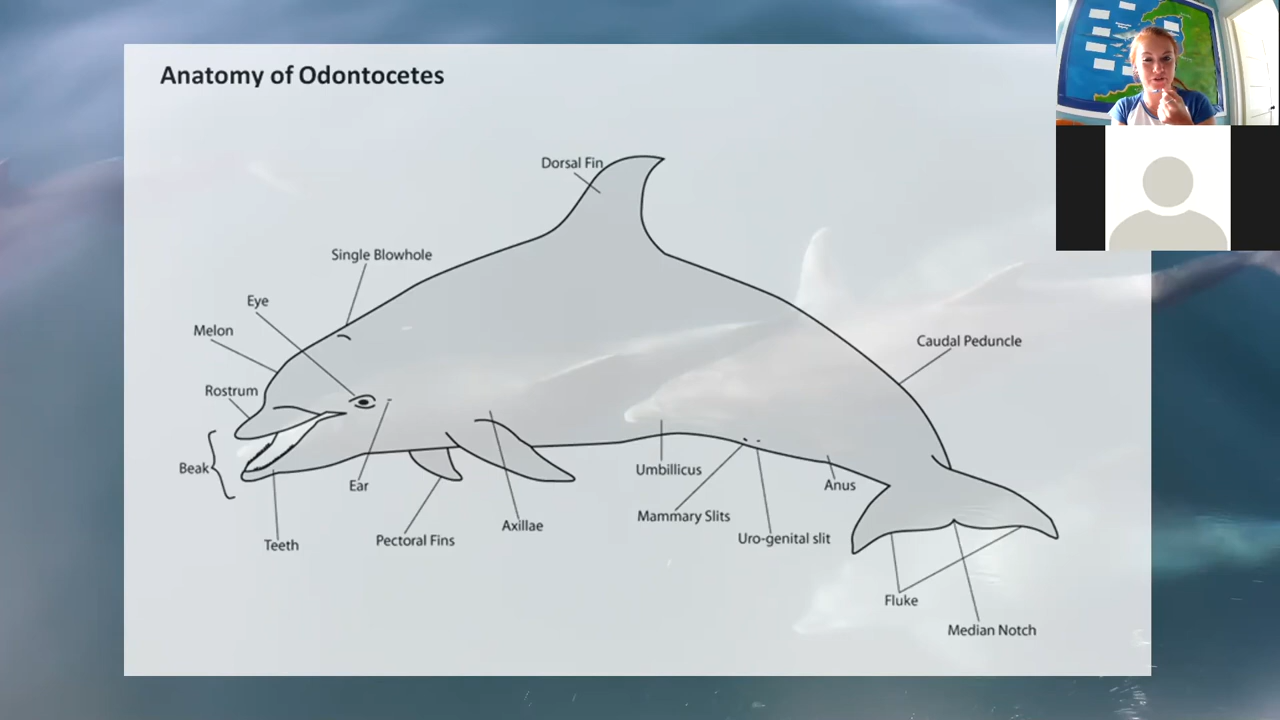 Anatomy of Odontocetes
Dorsal Fin
Single Blowhole
Eye
Melon
Caudal Peduncle
Rostrum
Beak
Umbillicus
Ear
Anus
Mammary Slits
Axillae
Uro-genital slit
Pectoral Fins
Teeth
Fluke
Median Notch